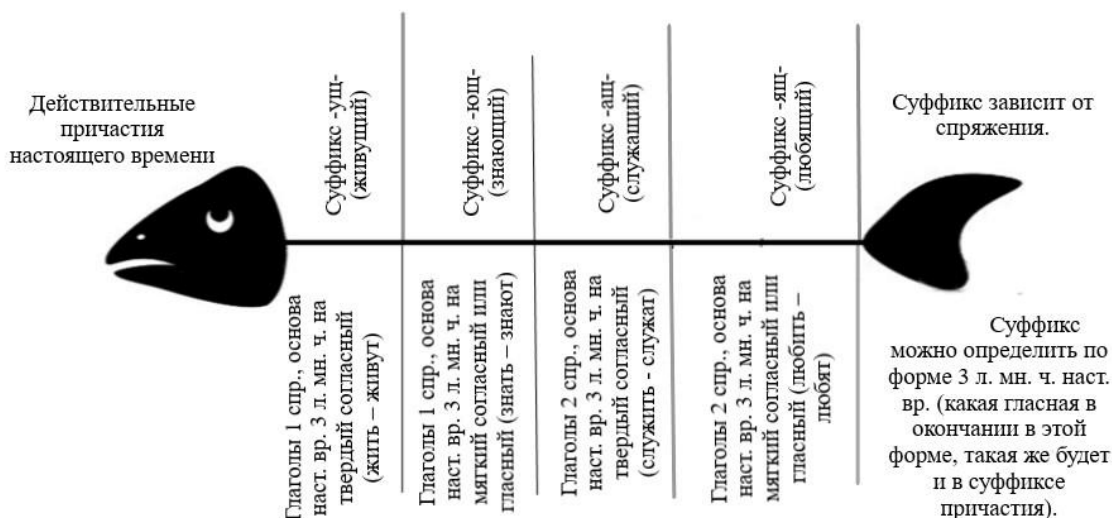 Действительные
причастия
настоящего времени
Суффикс -ущ-
(живущий)
Суффикс -ющ-
(знающий)
Суффикс -ащ-
(служащий)
Суффикс -ящ-
(любящий)
Суффикс зависит от
спряжения.
Глаголы 1 спр., основа
наст. вр. 3 л. мн. ч. на
твердый согласный
(жить – живут)
Глаголы 1 спр., основа
наст. вр. 3 л. мн. ч. на
мягкий согласный или
гласный (знать – знают)
Глаголы 2 спр., основа
наст. вр. 3 л. мн. ч. на
твердый согласный
(служить - служат)
Глаголы 2 спр., основа
наст. вр. 3 л. мн. ч. на
мягкий согласный или
гласный (любить –
любят)
Суффикс
можно определить по
форме 3 л. мн. ч. наст.
вр. (какая гласная в
окончании в этой
форме, такая же будет
и в суффиксе
причастия).